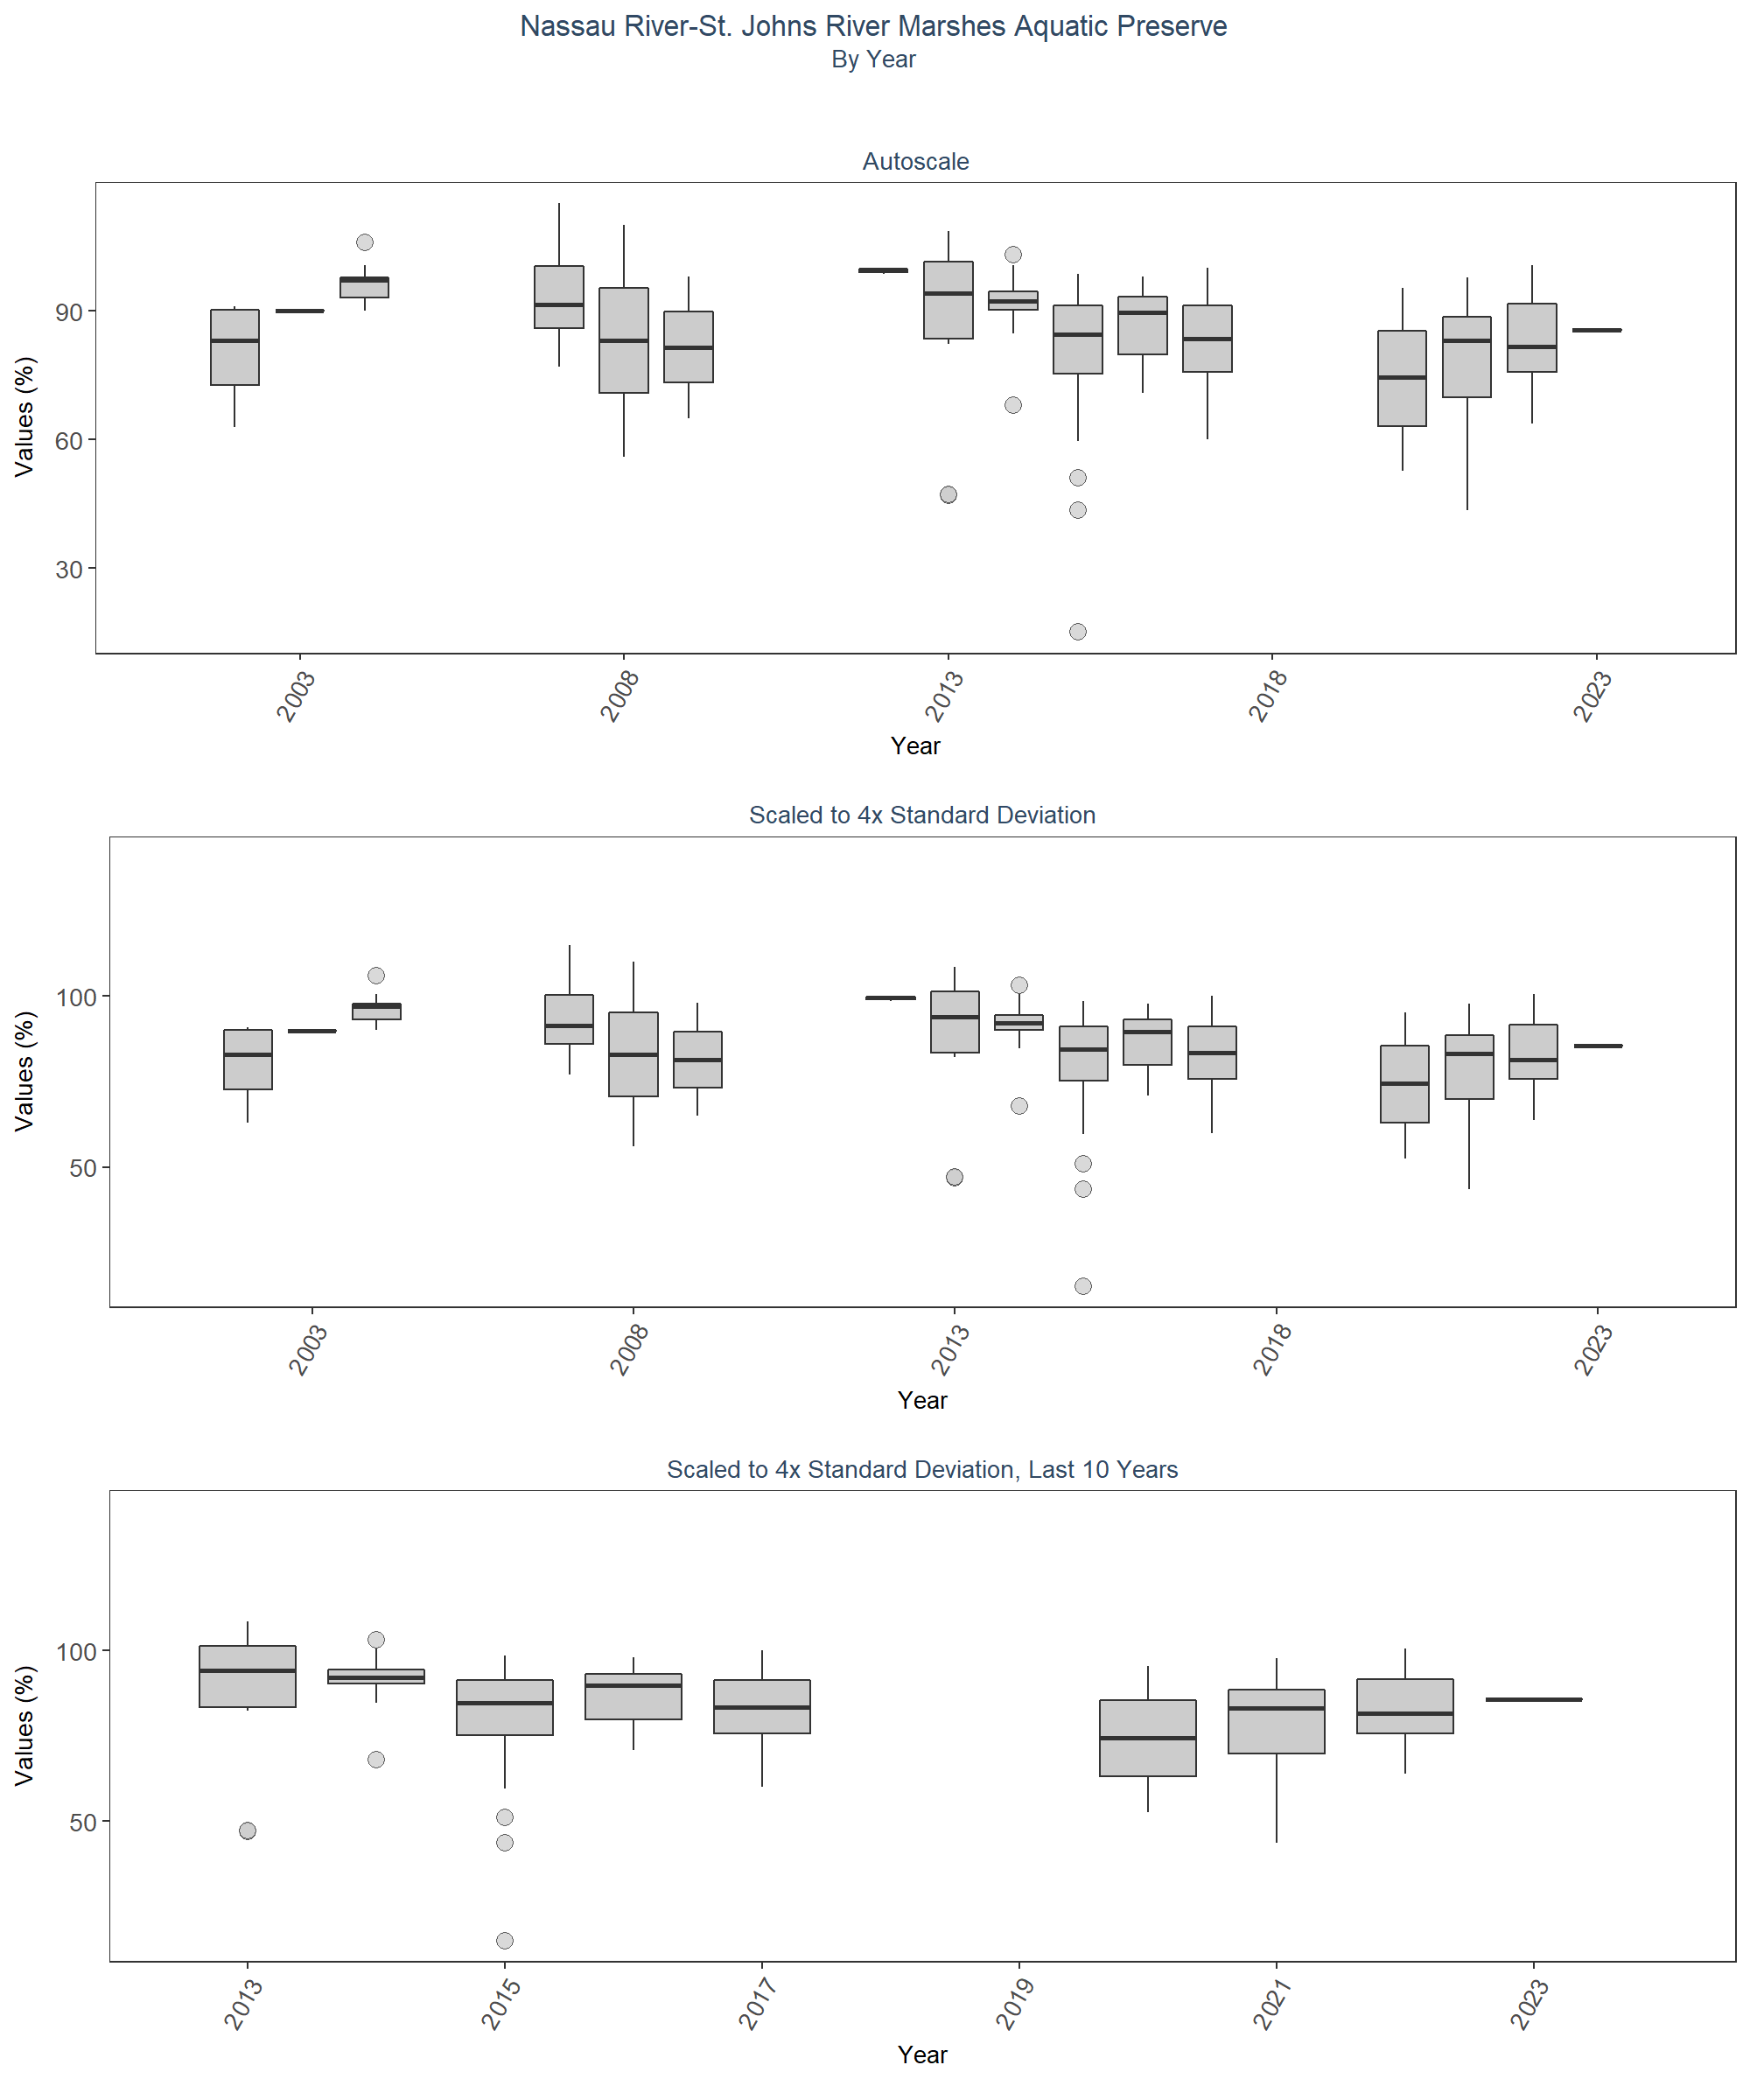 Nassau River-St. Johns River Marshes Aquatic Preserve
By Year
Autoscale
Values (%)
90
60
30
2003
2008
2013
2018
2023
Year
Scaled to 4x Standard Deviation
Values (%)
100
50
2003
2008
2013
2018
2023
Year
Scaled to 4x Standard Deviation, Last 10 Years
Values (%)
100
50
2013
2015
2017
2019
2021
2023
Year